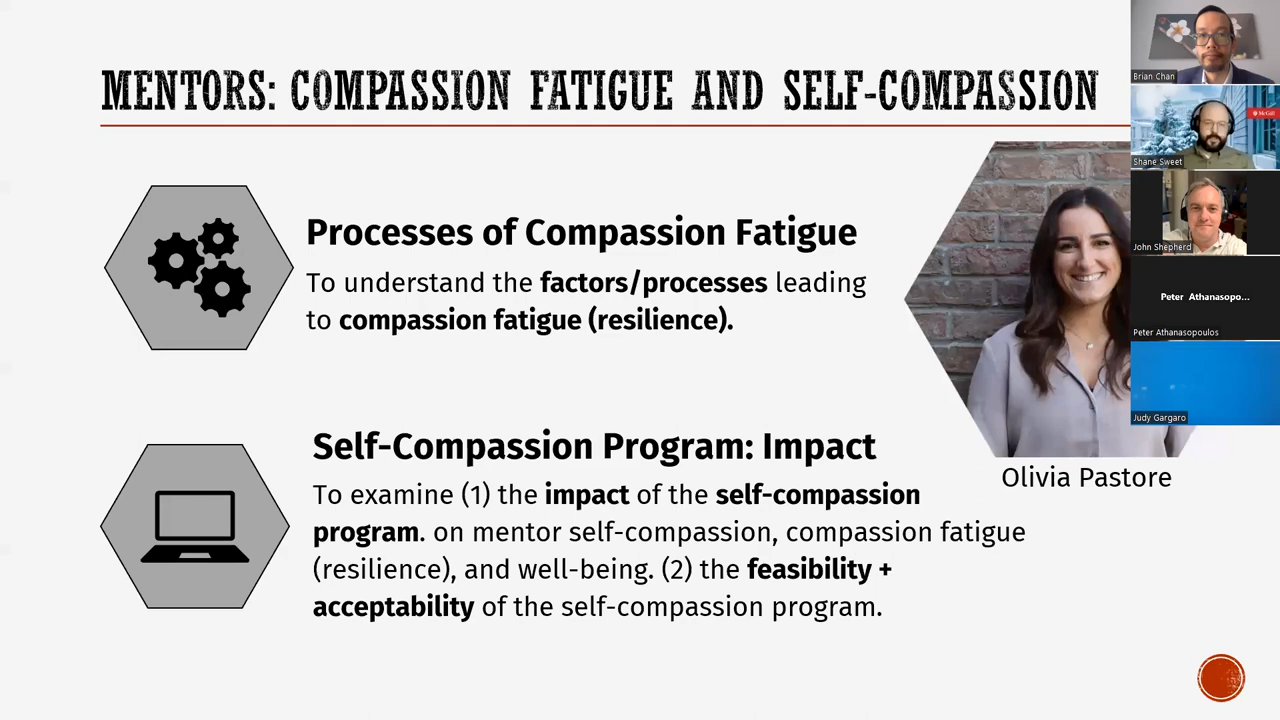 MENTORS: COMPASSION FATIGUE AND SELF-COMPASSION
Processes of Compassion Fatigue
To understand the factors/processes leading
to compassion fatigue (resilience).
Self-Compassion Program: Impact
To examine (1) the impact of the self-compassion
program. on mentor self-compassion, compassion fatigue
(resilience), and well-being. (2) the feasibility +
acceptability of the self-compassion program.
Olivia Pastore
Brian Chan
McGill
Shane Sweet
John Shepherd
Peter Athanasopo...
Peter Athanasopoulos
Judy Gargaro